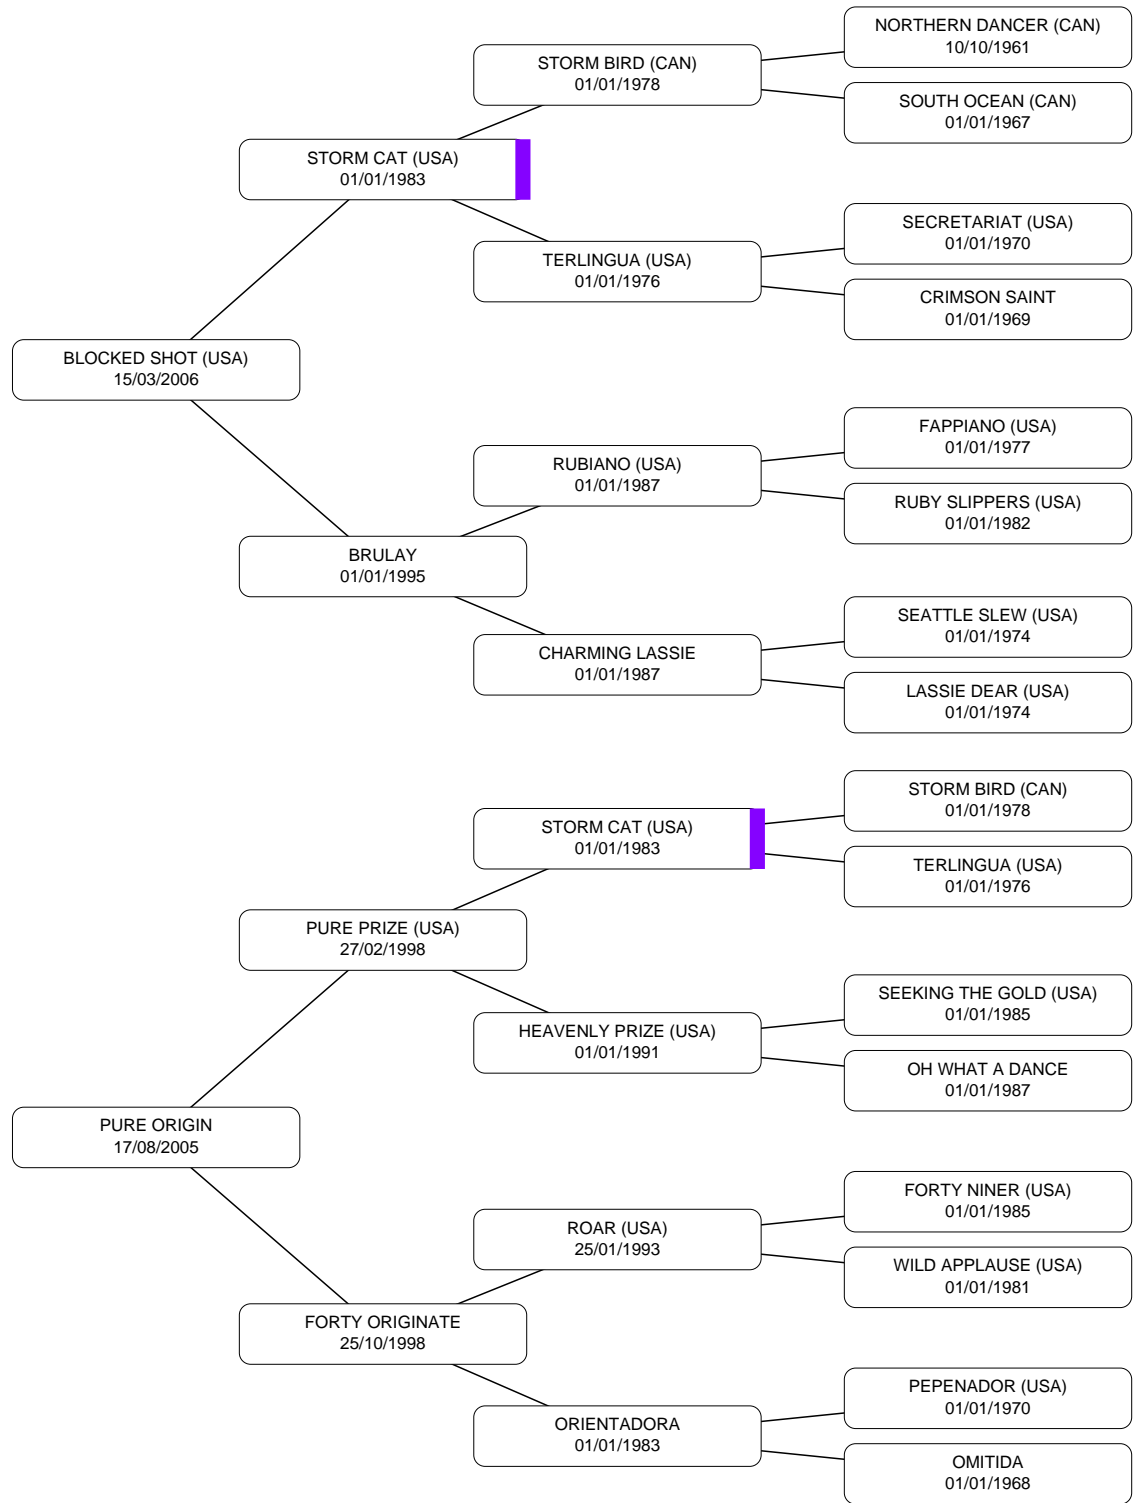 NORTHERN DANCER (CAN)
10/10/1961
STORM BIRD (CAN)
01/01/1978
SOUTH OCEAN (CAN)
01/01/1967
STORM CAT (USA)
01/01/1983
SECRETARIAT (USA)
01/01/1970
TERLINGUA (USA)
01/01/1976
CRIMSON SAINT
01/01/1969
BLOCKED SHOT (USA)
15/03/2006
FAPPIANO (USA)
01/01/1977
RUBIANO (USA)
01/01/1987
RUBY SLIPPERS (USA)
01/01/1982
BRULAY
01/01/1995
SEATTLE SLEW (USA)
01/01/1974
CHARMING LASSIE
01/01/1987
LASSIE DEAR (USA)
01/01/1974
STORM BIRD (CAN)
01/01/1978
STORM CAT (USA)
01/01/1983
TERLINGUA (USA)
01/01/1976
PURE PRIZE (USA)
27/02/1998
SEEKING THE GOLD (USA)
01/01/1985
HEAVENLY PRIZE (USA)
01/01/1991
OH WHAT A DANCE
01/01/1987
PURE ORIGIN
17/08/2005
FORTY NINER (USA)
01/01/1985
ROAR (USA)
25/01/1993
WILD APPLAUSE (USA)
01/01/1981
FORTY ORIGINATE
25/10/1998
PEPENADOR (USA)
01/01/1970
ORIENTADORA
01/01/1983
OMITIDA
01/01/1968